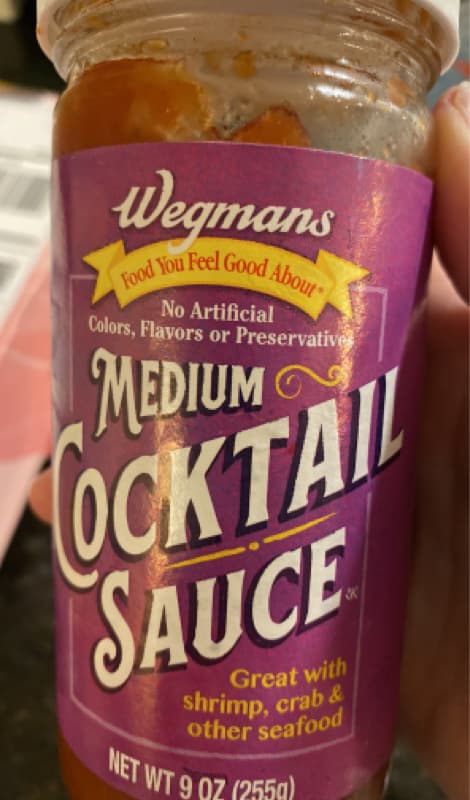 Wegmans
Food You Feel Good About*
No Artificial
Colors, Flavors or Preservatives
MEDIUM
COCKTAIL
SAUCE
Great with
shrimp, crab &
other seafood
NET WT 9 OZ (255g)